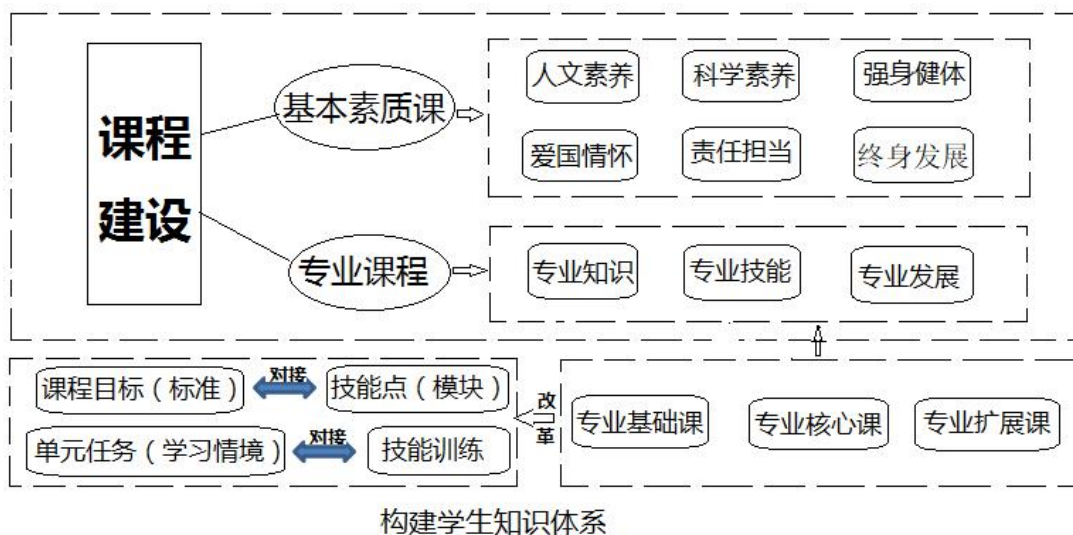 课程
建设
基本素质课
人文素养
科学素养
强身健体
爱国情怀
责任担当
终身发展
专业课程
专业知识
专业技能
专业发展
课程目标（标准）
对接
技能点（模块）
单元任务（学习情境）
对接
技能训练
改
革
专业基础课
专业核心课
专业扩展课
构建学生知识体系